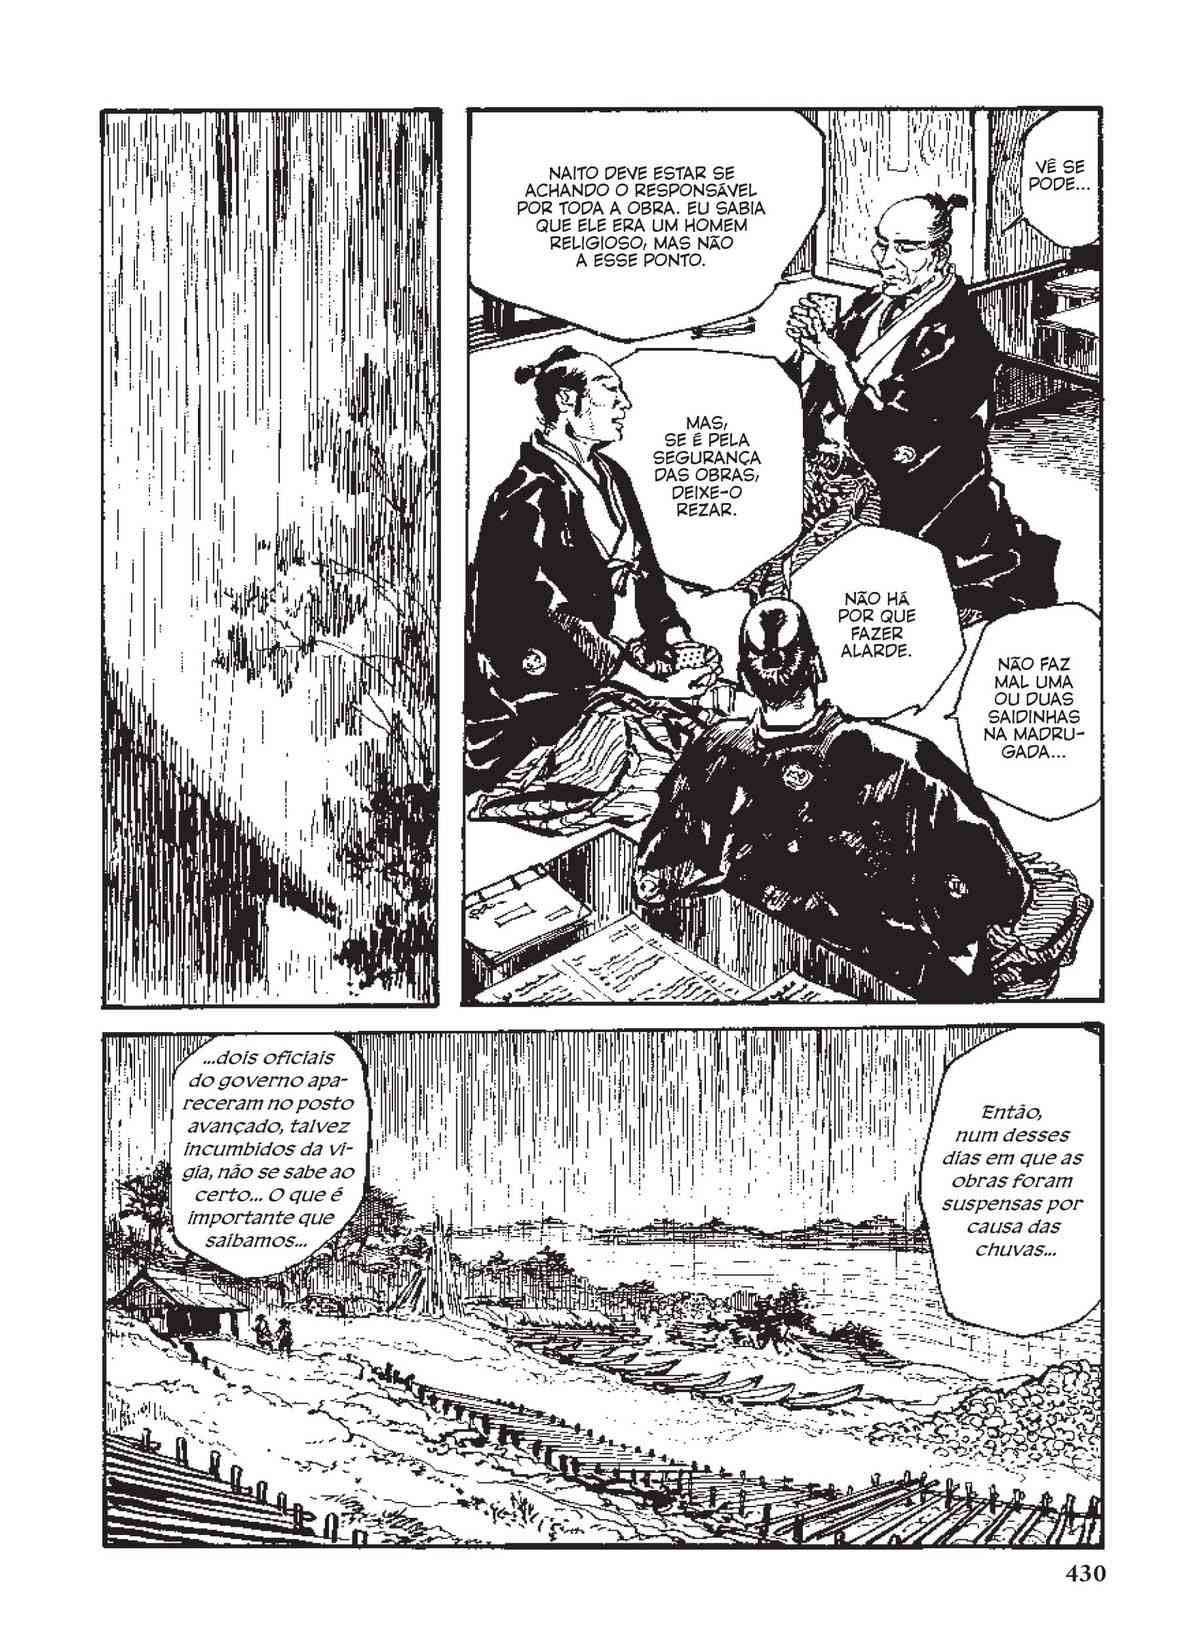 VÊ SE
PODE...
NAITO DEVE ESTAR SE
ACHANDO O RESPONSÁVEL
POR TODA A OBRA. EU SABIA
QUE ELE ERA UM HOMEM
RELIGIOSO, MAS NÃO
A ESSE PONTO.
MAS,
SE É PELA
SEGURANÇA
DAS OBRAS,
DEIXE-O
REZAR.
NÃO HÁ
POR QUE
FAZER
ALARDE.
NÃO FAZ
MAL UMA
OU DUAS
SAIDINHAS
NA MADRU-
GADA...
Então,
num desses
dias em que as
obras foram
suspensas por
causa das
chuvas...
...dois oficiais
do governo apa-
receram no posto
avançado, talvez
incumbidos da vi-
gia, não se sabe ao
certo... O que é
importante que
saibamos...
430